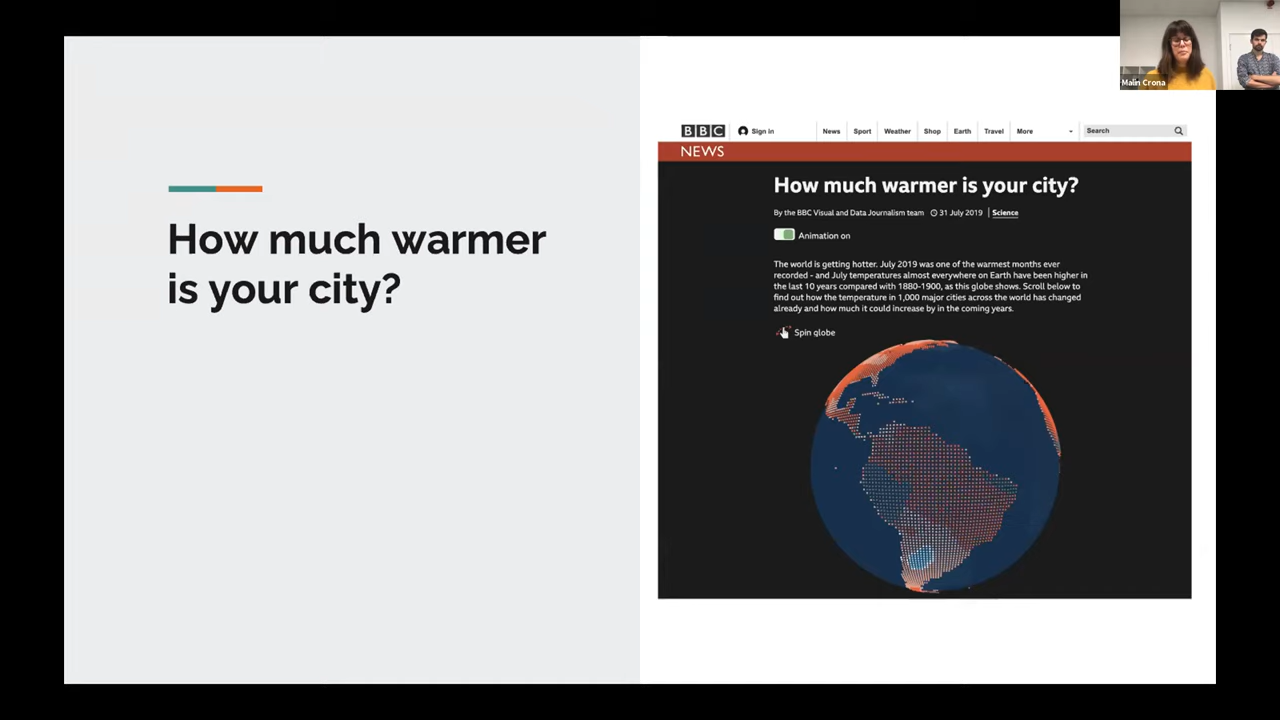 Malin Crona
How much warmer
is your city?
BBC
Sign in
News
Sport
Weather
Shop
Earth
Travel
More
Search
NEWS
How much warmer is your city?
By the BBC Visual and Data Journalism team
31 July 2019
Science
Animation on
The world is getting hotter. July 2019 was one of the warmest months ever
recorded - and July temperatures almost everywhere on Earth have been higher in
the last 10 years compared with 1880-1900, as this globe shows. Scroll below to
find out how the temperature in 1,000 major cities across the world has changed
already and how much it could increase by in the coming years.
Spin globe